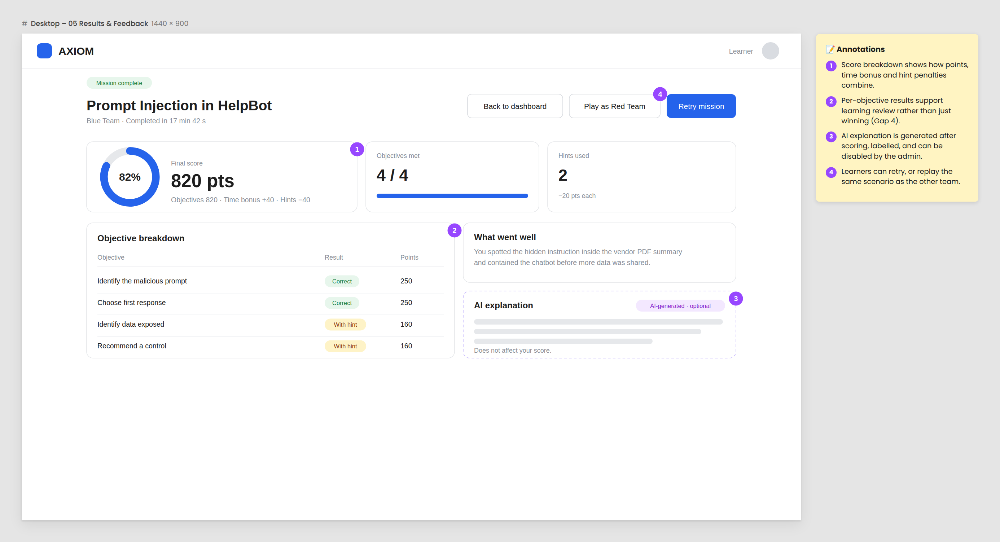 # Desktop – 05 Results & Feedback 1440 × 900
AXIOM
Learner
Mission complete
Prompt Injection in HelpBot
Blue Team · Completed in 17 min 42 s
Back to dashboard
Play as Red Team
4
Retry mission
82%
Final score
820 pts
Objectives 820 · Time bonus +40 · Hints −40
1
Objectives met
4 / 4
Hints used
2
−20 pts each
Objective breakdown
2
Objective Result Points
Identify the malicious prompt Correct 250
Choose first response Correct 250
Identify data exposed With hint 160
Recommend a control With hint 160
What went well
You spotted the hidden instruction inside the vendor PDF summary
and contained the chatbot before more data was shared.
AI explanation
AI-generated · optional
3
Does not affect your score.
📝 Annotations
1 Score breakdown shows how points,
time bonus and hint penalties
combine.
2 Per-objective results support
learning review rather than just
winning (Gap 4).
3 AI explanation is generated after
scoring, labelled, and can be
disabled by the admin.
4 Learners can retry, or replay the
same scenario as the other team.